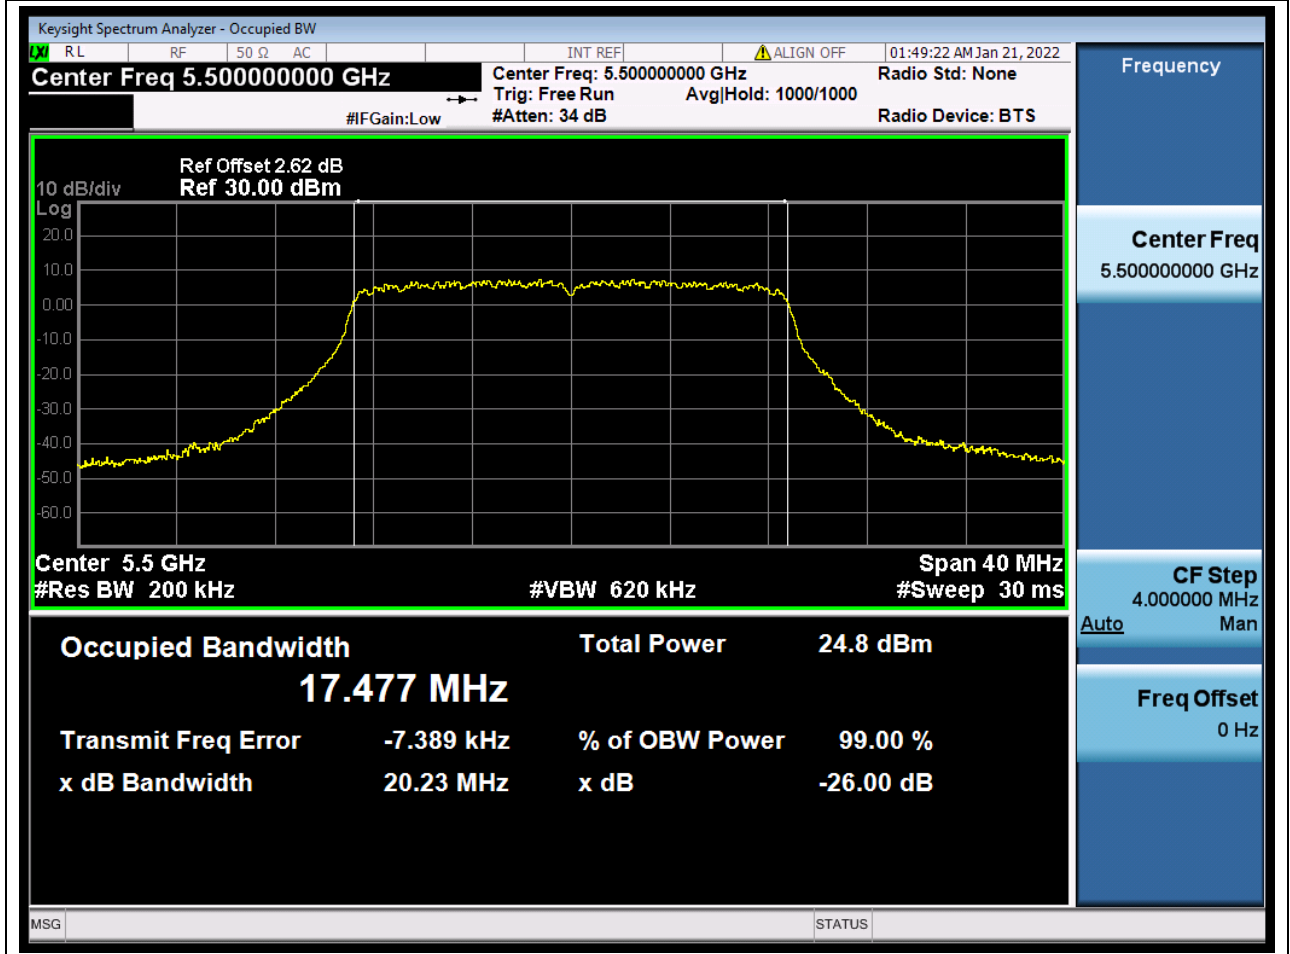 Keysight Spectrum Analyzer - Occupied BW
LXI RL RF 50 Ω AC INT REF ALIGN OFF 01:49:22 AM Jan 21, 2022
Center Freq 5.500000000 GHz
Center Freq: 5.500000000 GHz
Radio Std: None
Trig: Free Run Avg|Hold: 1000/1000
#IFGain:Low
#Atten: 34 dB
Radio Device: BTS
Ref Offset 2.62 dB
10 dB/div Ref 30.00 dBm
Log
20.0
10.0
0.00
-10.0
-20.0
-30.0
-40.0
-50.0
-60.0
Center 5.5 GHz Span 40 MHz
#Res BW 200 kHz #VBW 620 kHz #Sweep 30 ms
Occupied Bandwidth Total Power 24.8 dBm
17.477 MHz
Transmit Freq Error -7.389 kHz % of OBW Power 99.00 %
x dB Bandwidth 20.23 MHz x dB -26.00 dB
Frequency
Center Freq
5.500000000 GHz
CF Step
4.000000 MHz
Auto Man
Freq Offset
0 Hz
MSG STATUS